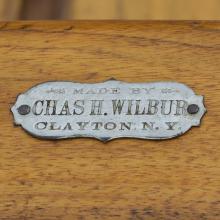 MADE BY
CHAS H. WILBUR
CLAYTON, N.Y.